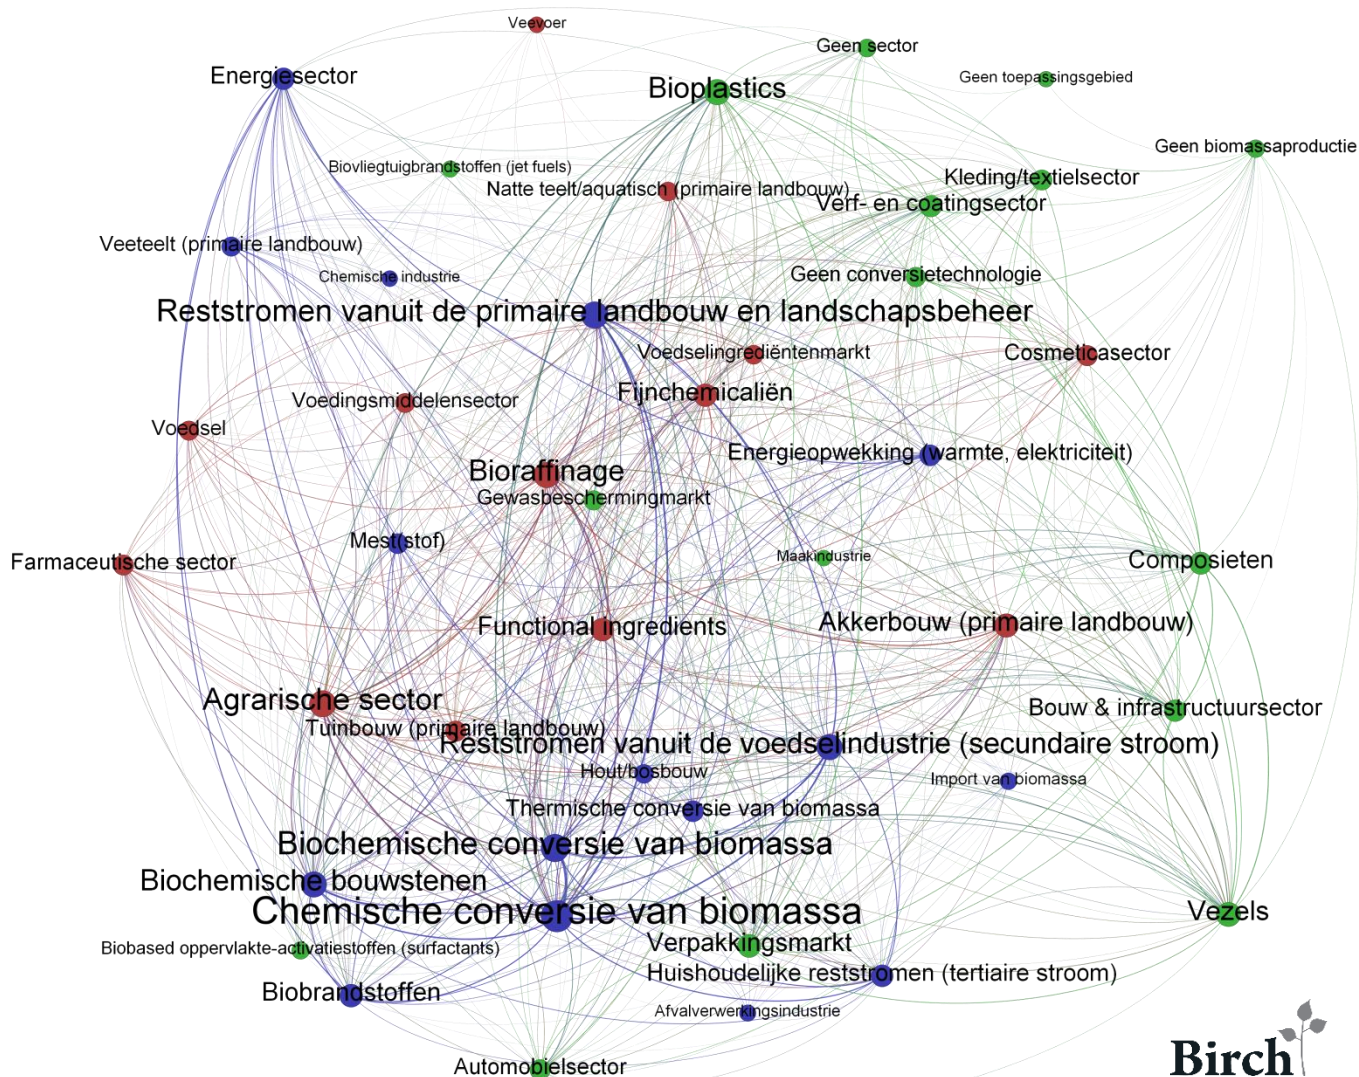 Veevoer
Geen sector
Energiesector
Geen toepassingsgebied
Bioplastics
Geen biomassaproductie
Biovliegtuigbrandstoffen (jet fuels)
Kleding/textielsector
Natte teelt/aquatisch (primaire landbouw)
Verf- en coatingsector
Veeteelt (primaire landbouw)
Chemische industrie
Geen conversietechnologie
Reststromen vanuit de primaire landbouw en landschapsbeheer
Voedselingrediëntenmarkt
Cosmeticasector
Fijnchemicaliën
Voedingsmiddelensector
Voedsel
Energieopwekking (warmte, elektriciteit)
Bioraffinage
Gewasbeschermingmarkt
Mest(stof)
Maakindustrie
Farmaceutische sector
Composieten
Functional ingredients
Akkerbouw (primaire landbouw)
Agrarische sector
Bouw & infrastructuursector
Tuinbouw (primaire landbouw)
Reststromen vanuit de voedselindustrie (secundaire stroom)
Hout/bosbouw
Import van biomassa
Thermische conversie van biomassa
Biochemische conversie van biomassa
Biochemische bouwstenen
Chemische conversie van biomassa
Vezels
Verpakkingsmarkt
Biobased oppervlakte-activatiestoffen (surfactants)
Huishoudelijke reststromen (tertiaire stroom)
Biobrandstoffen
Afvalverwerkingsindustrie
Automobielsector
Birch